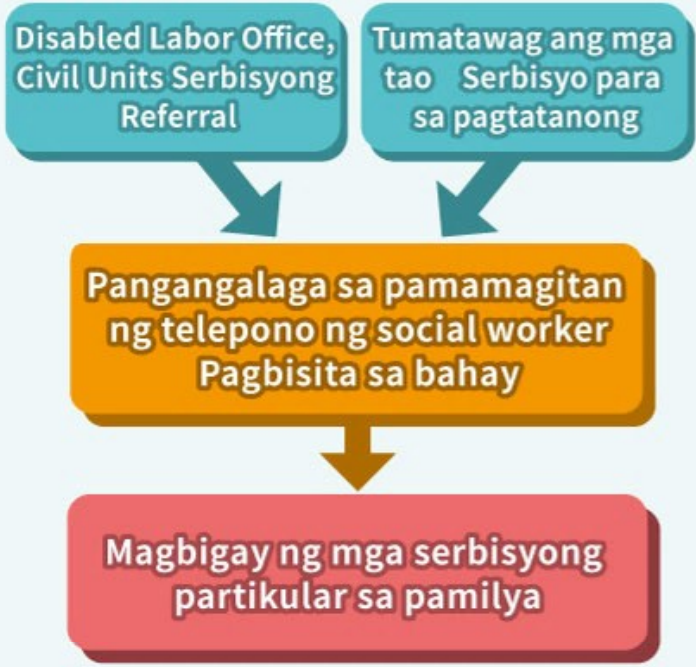 Disabled Labor Office,
Civil Units Serbisyong
Referral
Tumatawag ang mga
tao Serbisyo para
sa pagtatanong
Pangangalaga sa pamamagitan
ng telepono ng social worker
Pagbisita sa bahay
Magbigay ng mga serbisyong
partikular sa pamilya